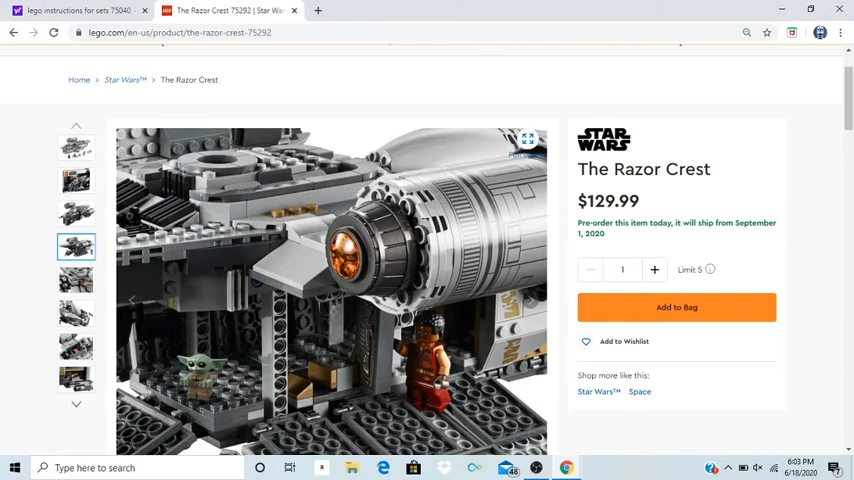 lego instructions for sets 75040
The Razor Crest 75292 | Star War
lego.com/en-us/product/the-razor-crest-75292
Home > Star Wars™ > The Razor Crest
STAR
WARS
The Razor Crest
$129.99
Pre-order this item today, it will ship from September
1, 2020
1
Limit 5
Add to Bag
Add to Wishlist
Shop more like this:
Star Wars™ Space
Type here to search
48
6:03 PM
6/18/2020
7